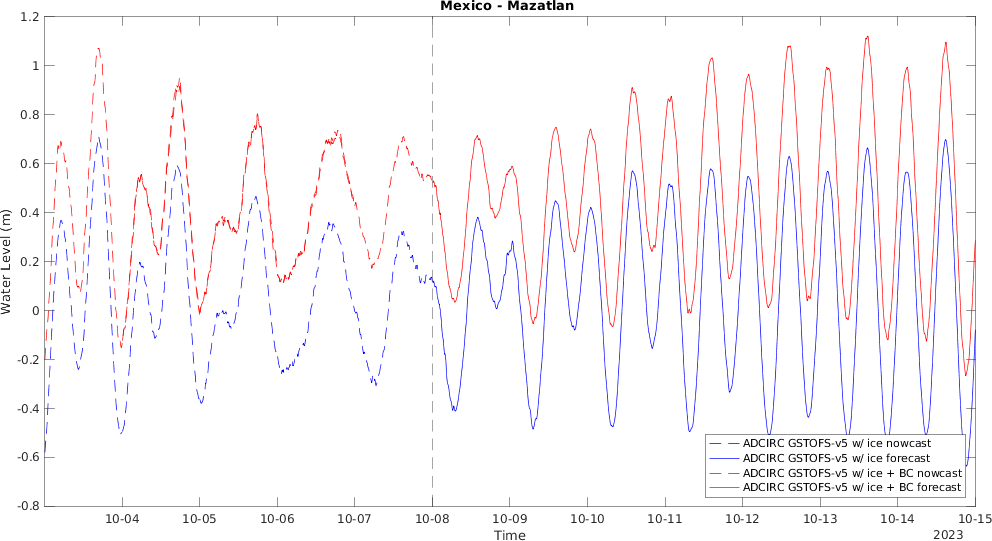 Mexico - Mazatlan
Water Level (m)
1.2
1
0.8
0.6
0.4
0.2
0
-0.2
-0.4
-0.6
-0.8
ADCIRC GSTOFS-v5 w/ ice nowcast
ADCIRC GSTOFS-v5 w/ ice forecast
ADCIRC GSTOFS-v5 w/ ice + BC nowcast
ADCIRC GSTOFS-v5 w/ ice + BC forecast
10-04 10-05 10-06 10-07 10-08 10-09 10-10 10-11 10-12 10-13 10-14 10-15
Time
2023